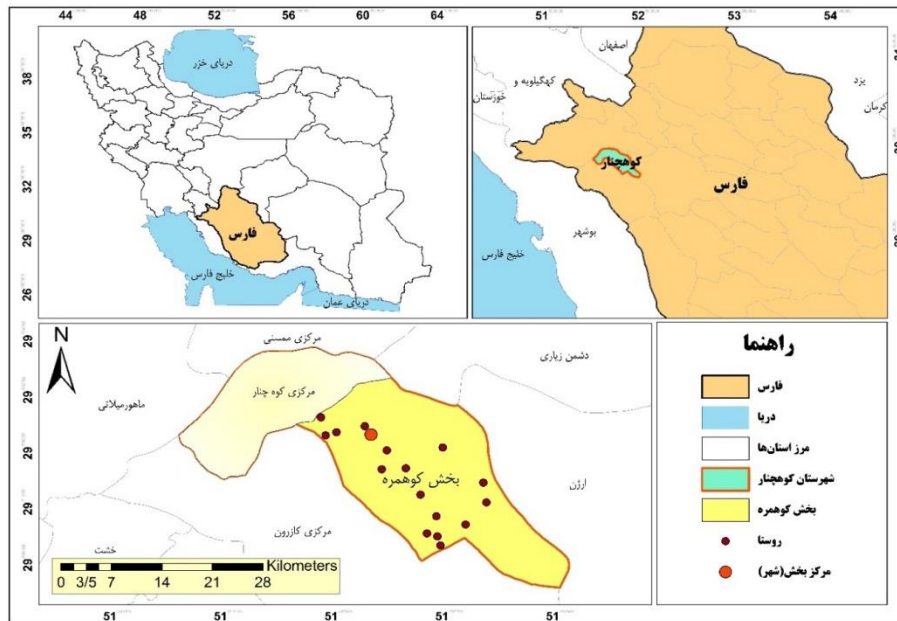 44 48 52 56 60 64
51 52 53 54
38
35
32
29
26
دریای خزر
فارس
خلیج فارس
دریای عمان
اصفهان
یزد
کرمان
کهگیلویه و
خوزستان
کوهچنار
فارس
بوشهر
خلیج فارس
N
29
29
29
29
29
مرکزی ممسنی
دشمن زیاری
مرکزی کوه چنار
ماهورمیلاتی
بخش کوهمره
ارژن
مرکزی کازرون
خشت
Kilometers
0 3/5 7 14 21 28
51 51 51 51
راهنما
فارس
دریا
مرز استان‌ها
شهرستان کوهچنار
بخش کوهمره
روستا
مرکز بخش(شهر)